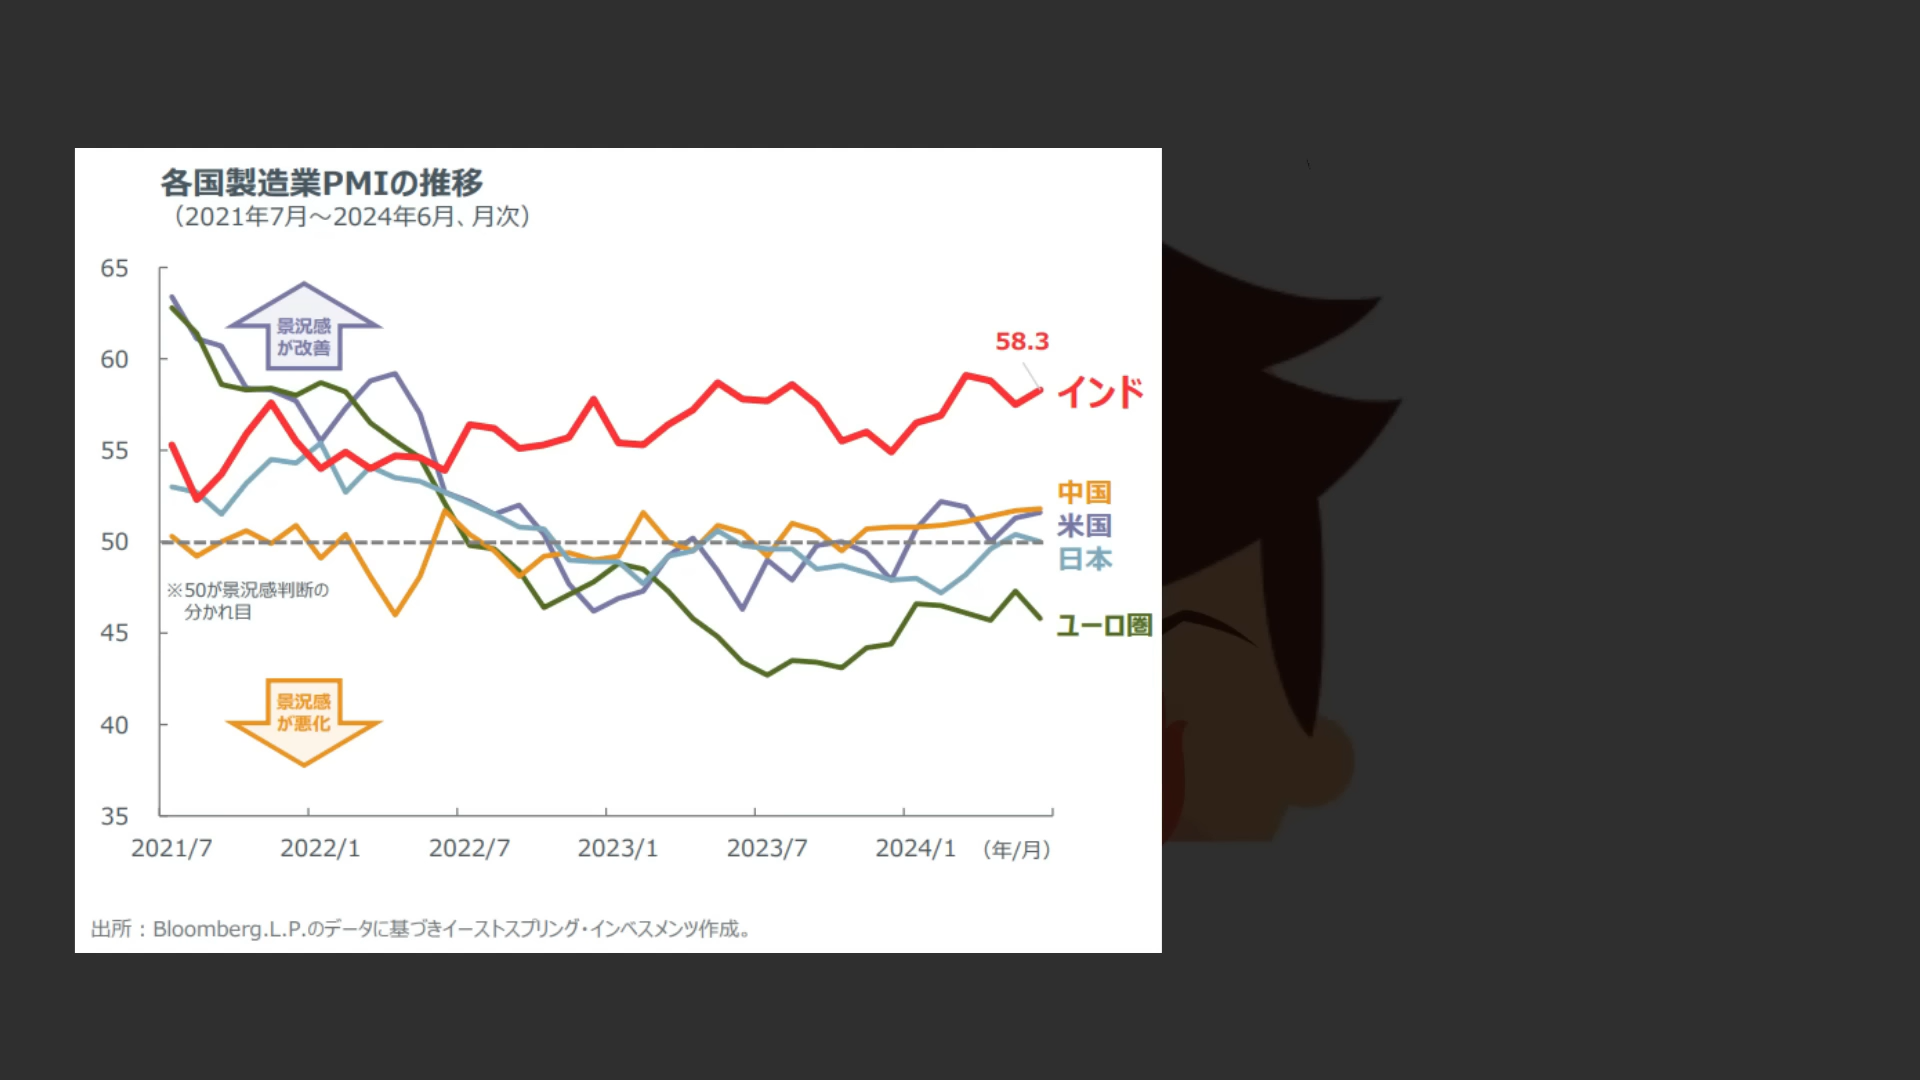 各国製造業PMIの推移
（2021年7月～2024年6月、月次）
65
60
55
50
45
40
35
景況感
が改善
58.3
インド
中国
米国
日本
ユーロ圏
※50が景況感判断の
分かれ目
景況感
が悪化
2021/7
2022/1
2022/7
2023/1
2023/7
2024/1
（年/月）
出所：Bloomberg.L.P.のデータに基づきイーストスプリング・インベスメンツ作成。